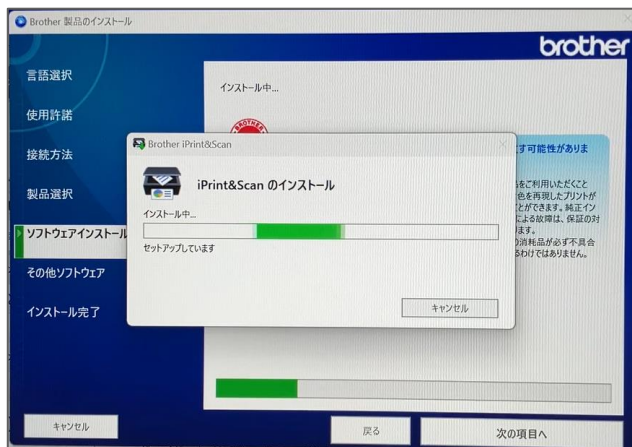 Brother 製品のインストール
brother
言語選択
使用許諾
接続方法
製品選択
ソフトウェアインストール
その他ソフトウェア
インストール完了
インストール中...
BROTHER
す可能性がありま
をご利用いただくこと
色を再現したプリントが
とができます。純正イン
による故障は、保証の対
ます。
の消耗品が必ず不具合
るわけではありません。
Brother iPrint&Scan
iPrint&Scan のインストール
インストール中...
セットアップしています
キャンセル
キャンセル
戻る
次の項目へ